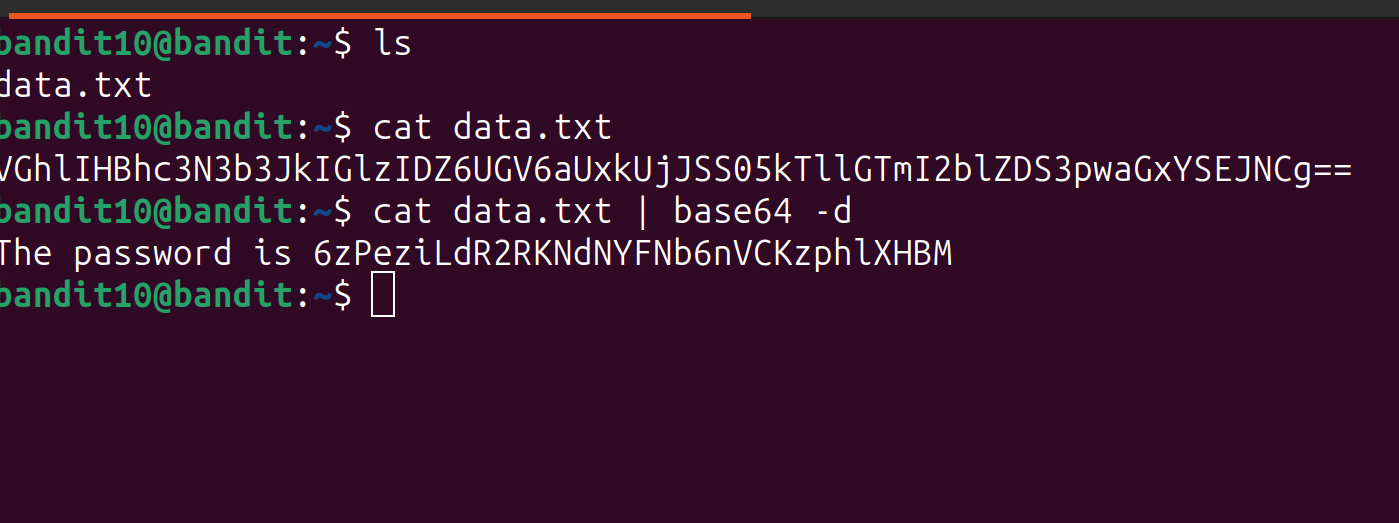 bandit10@bandit:~$ ls
data.txt
bandit10@bandit:~$ cat data.txt
VGhlIHBhc3N3b3JkIGlzIDZ6UGV6aUxkUjJSS05kTllGTmI2blZDS3pwaGxYSEJNCg==
bandit10@bandit:~$ cat data.txt | base64 -d
The password is 6zPeziLdR2RKNdNYFNb6nVCKzphlXHBM
bandit10@bandit:~$